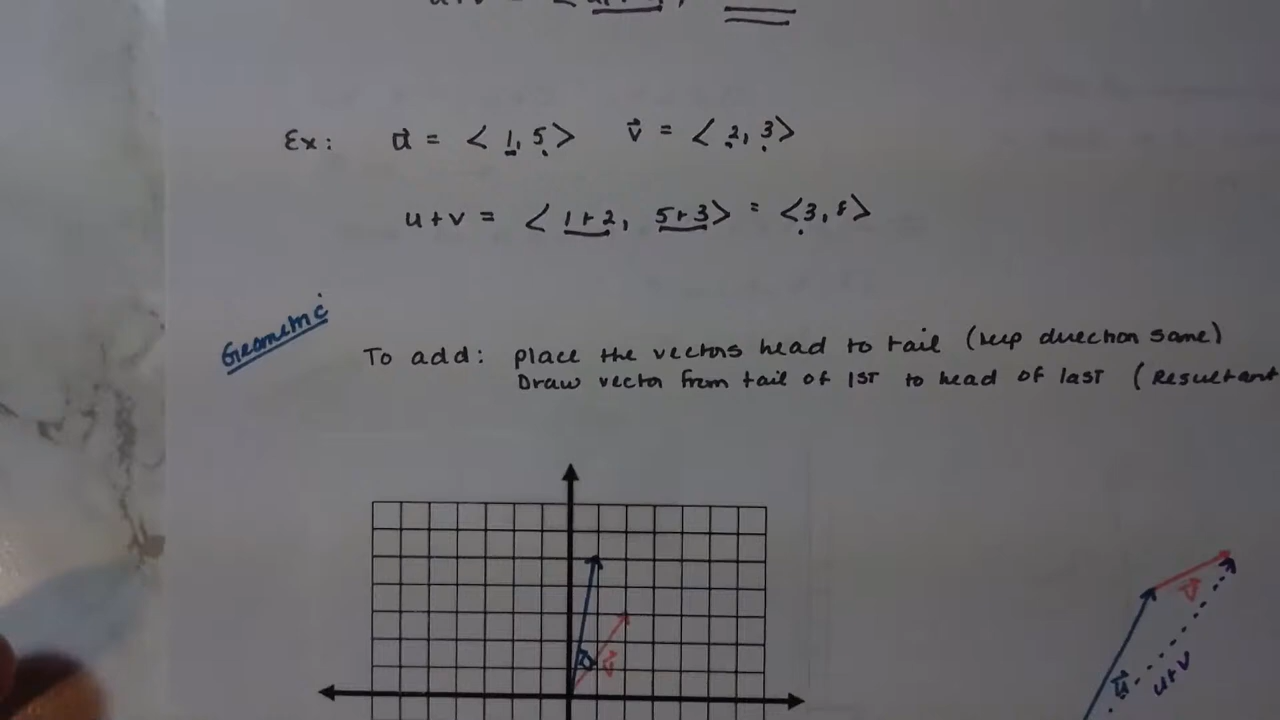 Ex: u⃗ = < 1, 5 > v⃗ = < 2, 3 >
u + v = < 1 + 2, 5 + 3 > = < 3, 8 >
Geometric
To add: Place the vectors head to tail (keep direction same)
Draw vector from tail of 1ST to head of last (Resultant
u⃗ v⃗
v⃗
u⃗
u+v